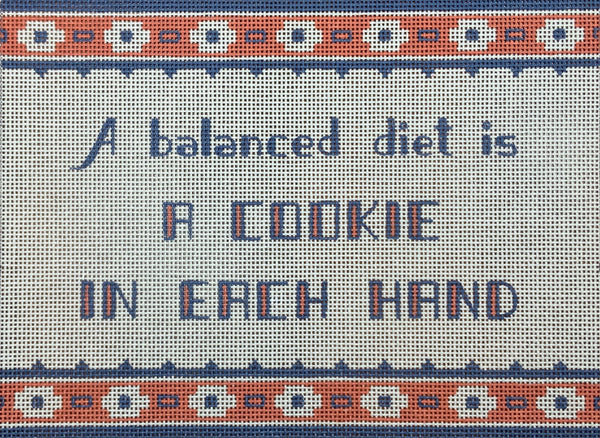 A balanced diet is
A COOKIE
IN EACH HAND